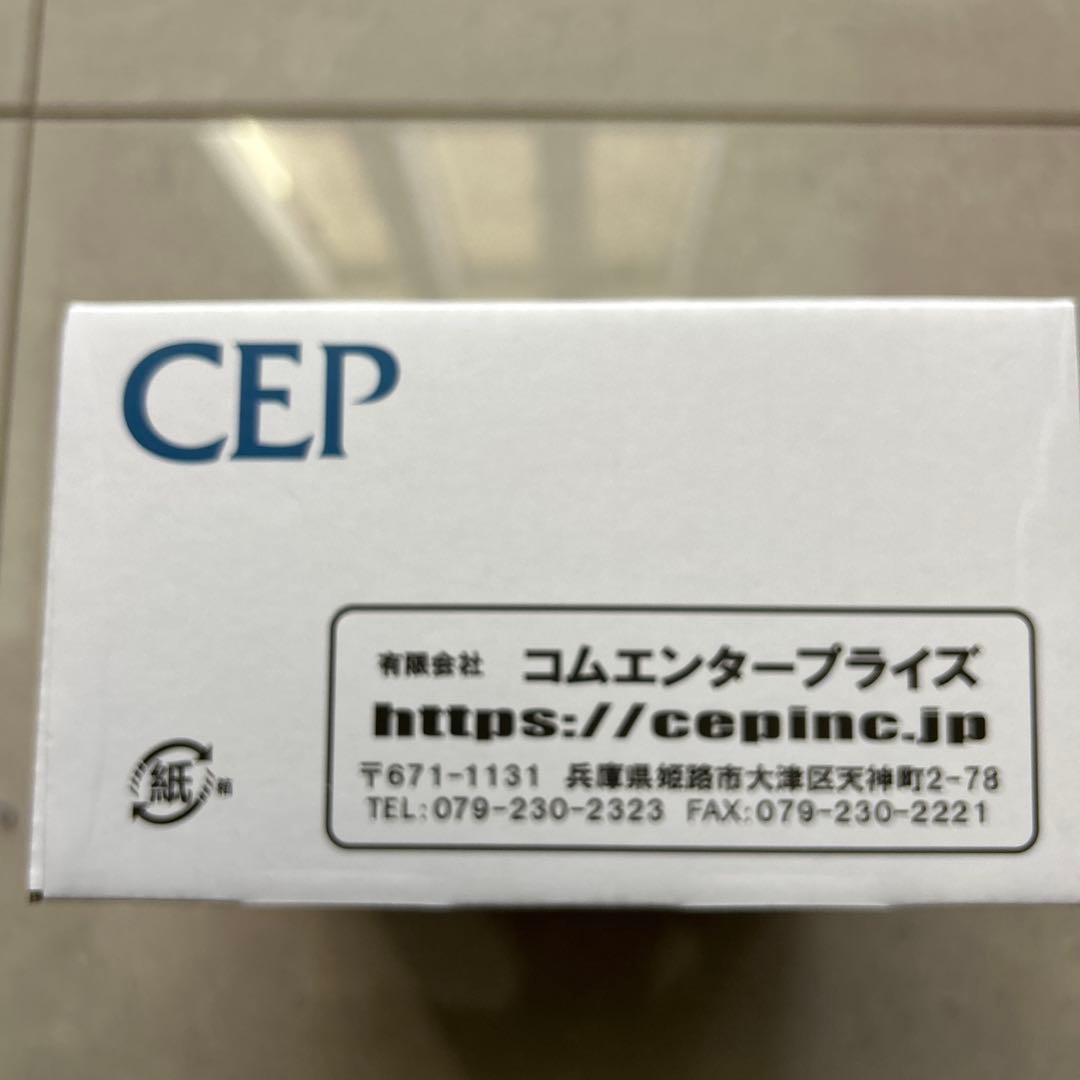 CEP
有限会社 コムエンタープライズ
https://cepinc.jp
〒671-1131 兵庫県姫路市大津区天神町2-78
TEL:079-230-2323 FAX:079-230-2221
紙
箱